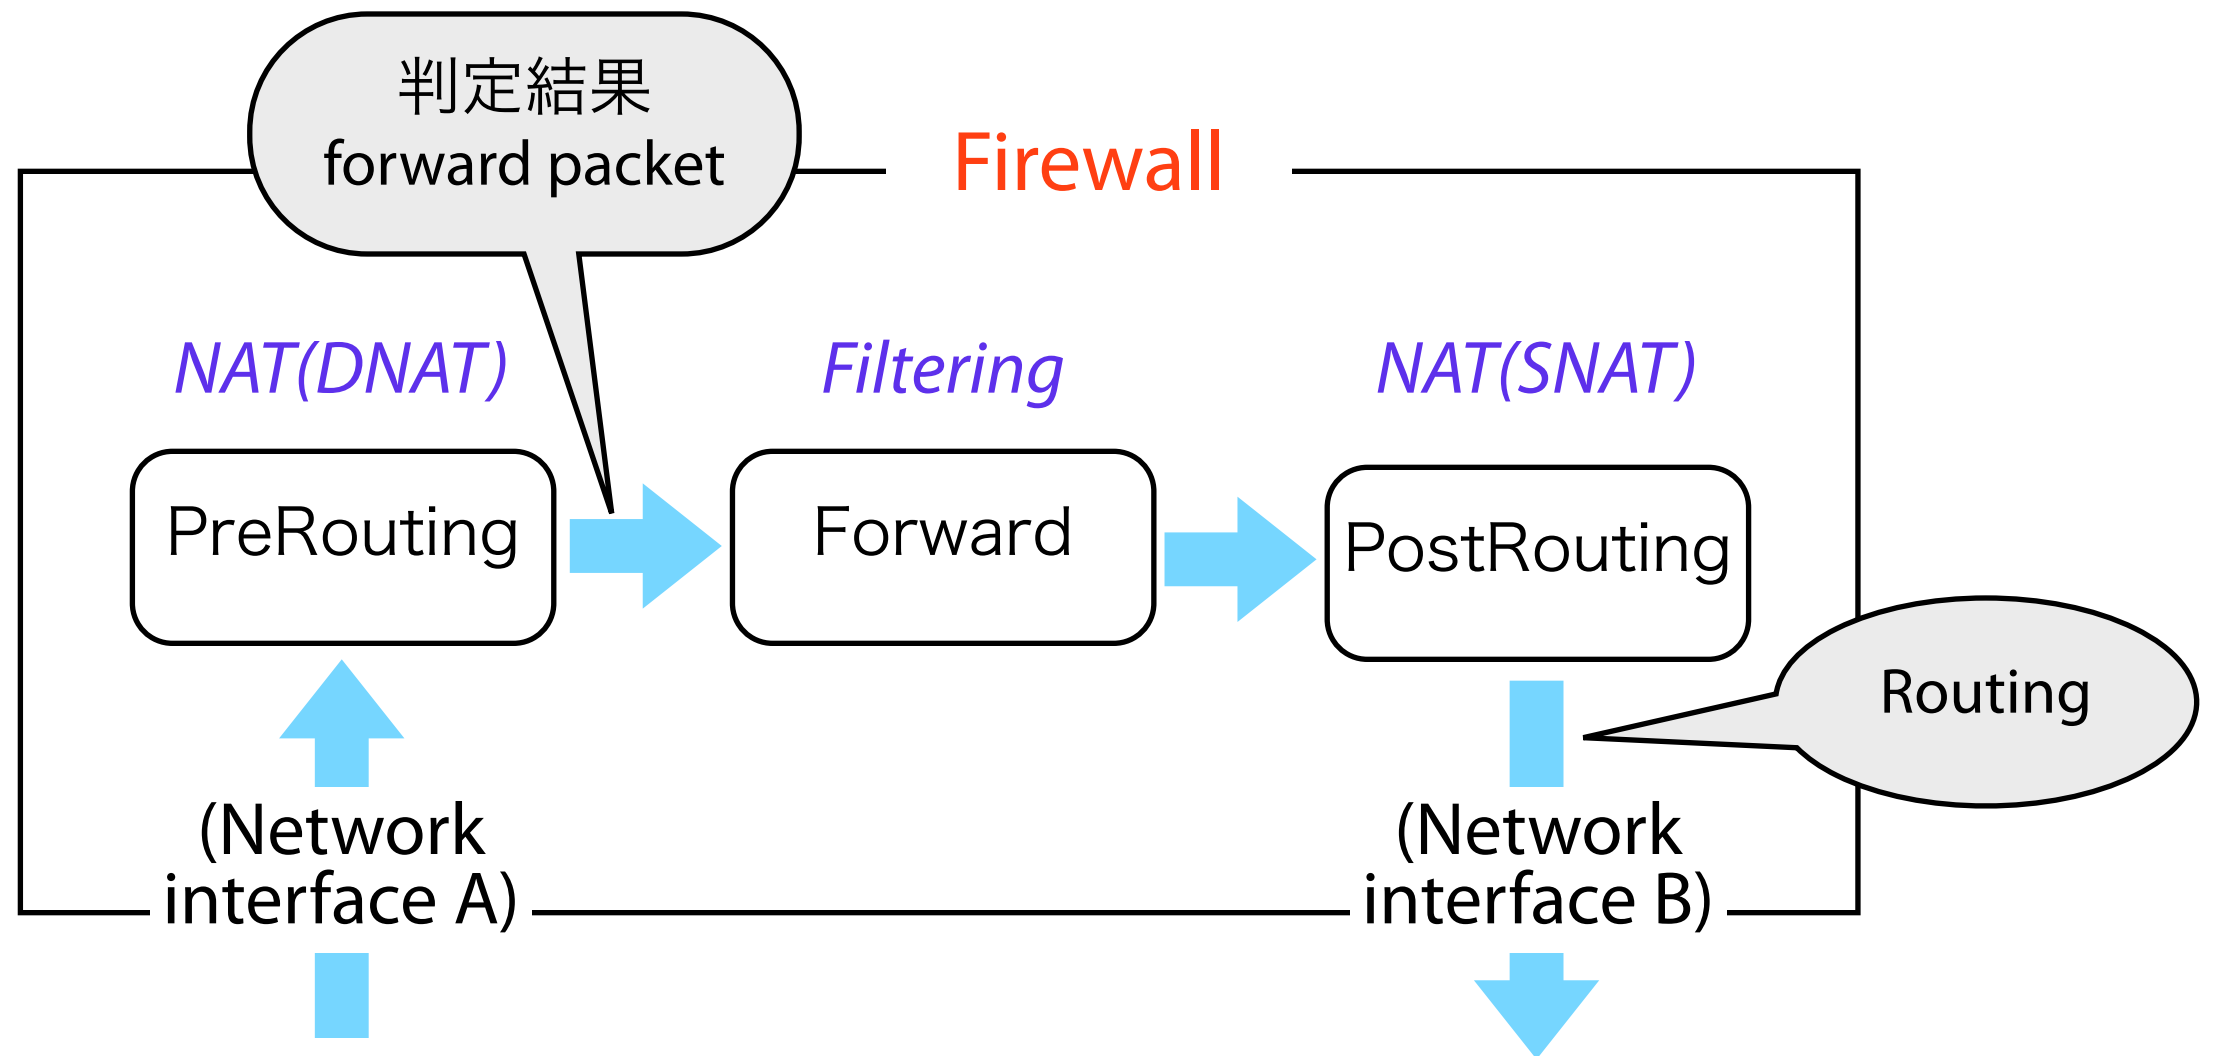 判定結果
forward packet
Firewall
NAT(DNAT)
Filtering
NAT(SNAT)
PreRouting
Forward
PostRouting
Routing
(Network
interface A)
(Network
interface B)